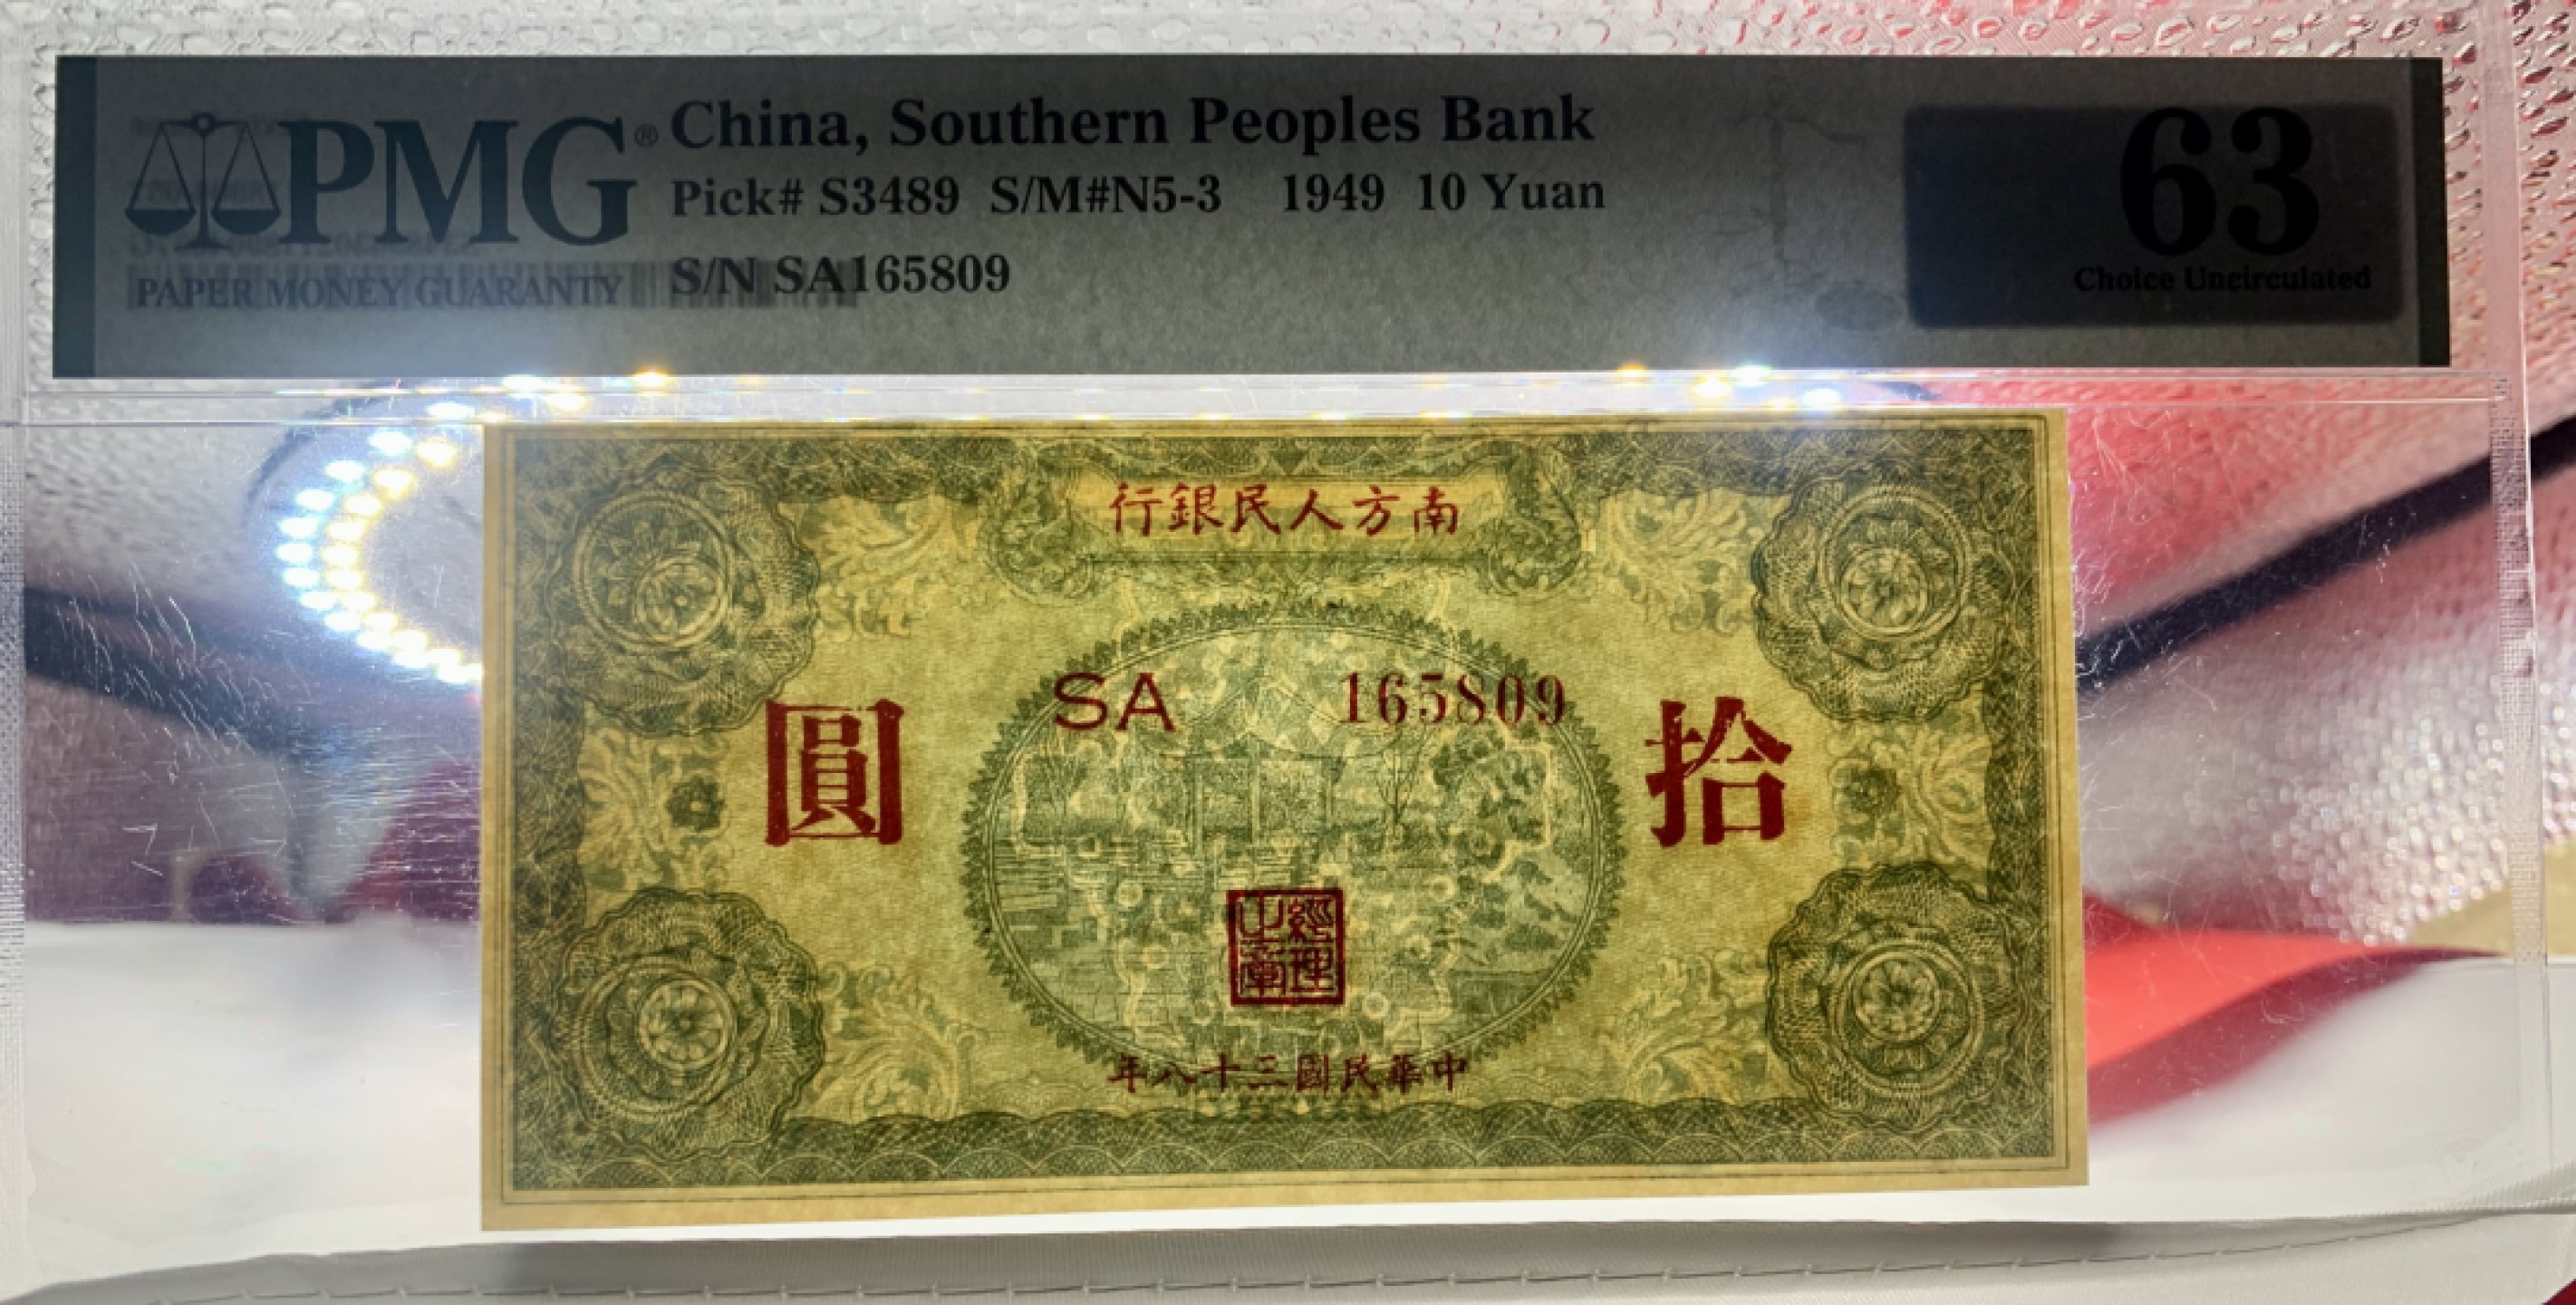 PMG®
PAPER MONEY GUARANTY
China, Southern Peoples Bank
Pick# S3489 S/M#N5-3 1949 10 Yuan
S/N SA165809
63
Choice Uncirculated
南方人民銀行
SA 165809
拾圓
經理之章
中華民國三十八年